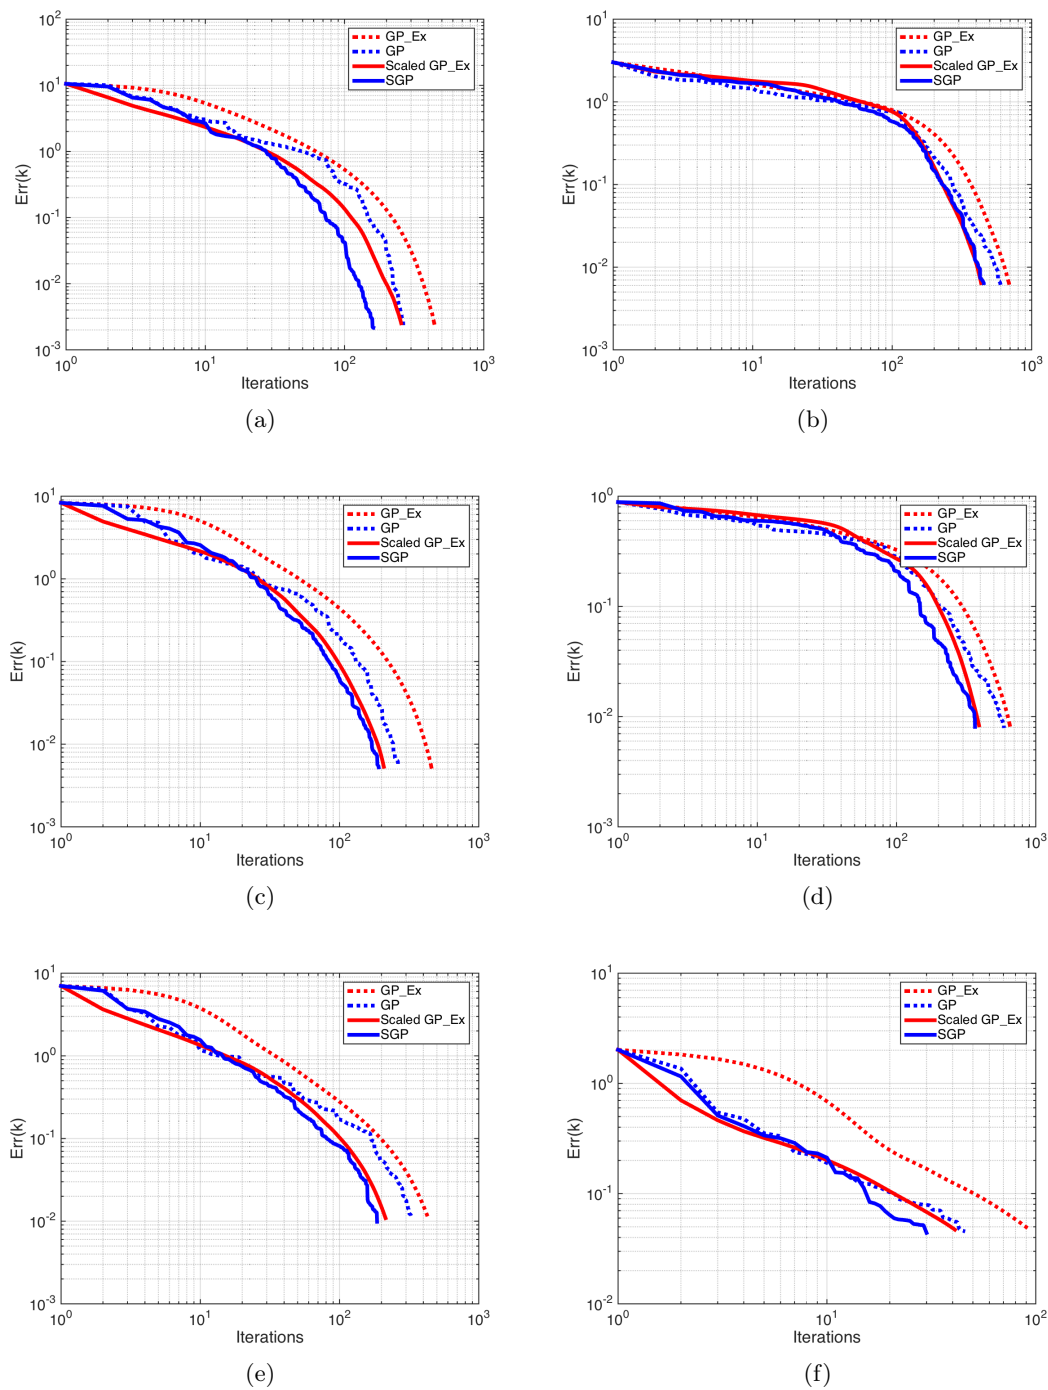 10^2
10^1
10^0
10^-1
10^-2
10^-3
Err(k)
10^0 10^1 10^2 10^3
Iterations
GP_Ex
GP
Scaled GP_Ex
SGP
(a)
10^1
10^0
10^-1
10^-2
10^-3
Err(k)
10^0 10^1 10^2 10^3
Iterations
GP_Ex
GP
Scaled GP_Ex
SGP
(b)
10^1
10^0
10^-1
10^-2
10^-3
Err(k)
10^0 10^1 10^2 10^3
Iterations
GP_Ex
GP
Scaled GP_Ex
SGP
(c)
10^0
10^-1
10^-2
10^-3
Err(k)
10^0 10^1 10^2 10^3
Iterations
GP_Ex
GP
Scaled GP_Ex
SGP
(d)
10^1
10^0
10^-1
10^-2
10^-3
Err(k)
10^0 10^1 10^2 10^3
Iterations
GP_Ex
GP
Scaled GP_Ex
SGP
(e)
10^1
10^0
10^-1
10^-2
Err(k)
10^0 10^1 10^2
Iterations
GP_Ex
GP
Scaled GP_Ex
SGP
(f)